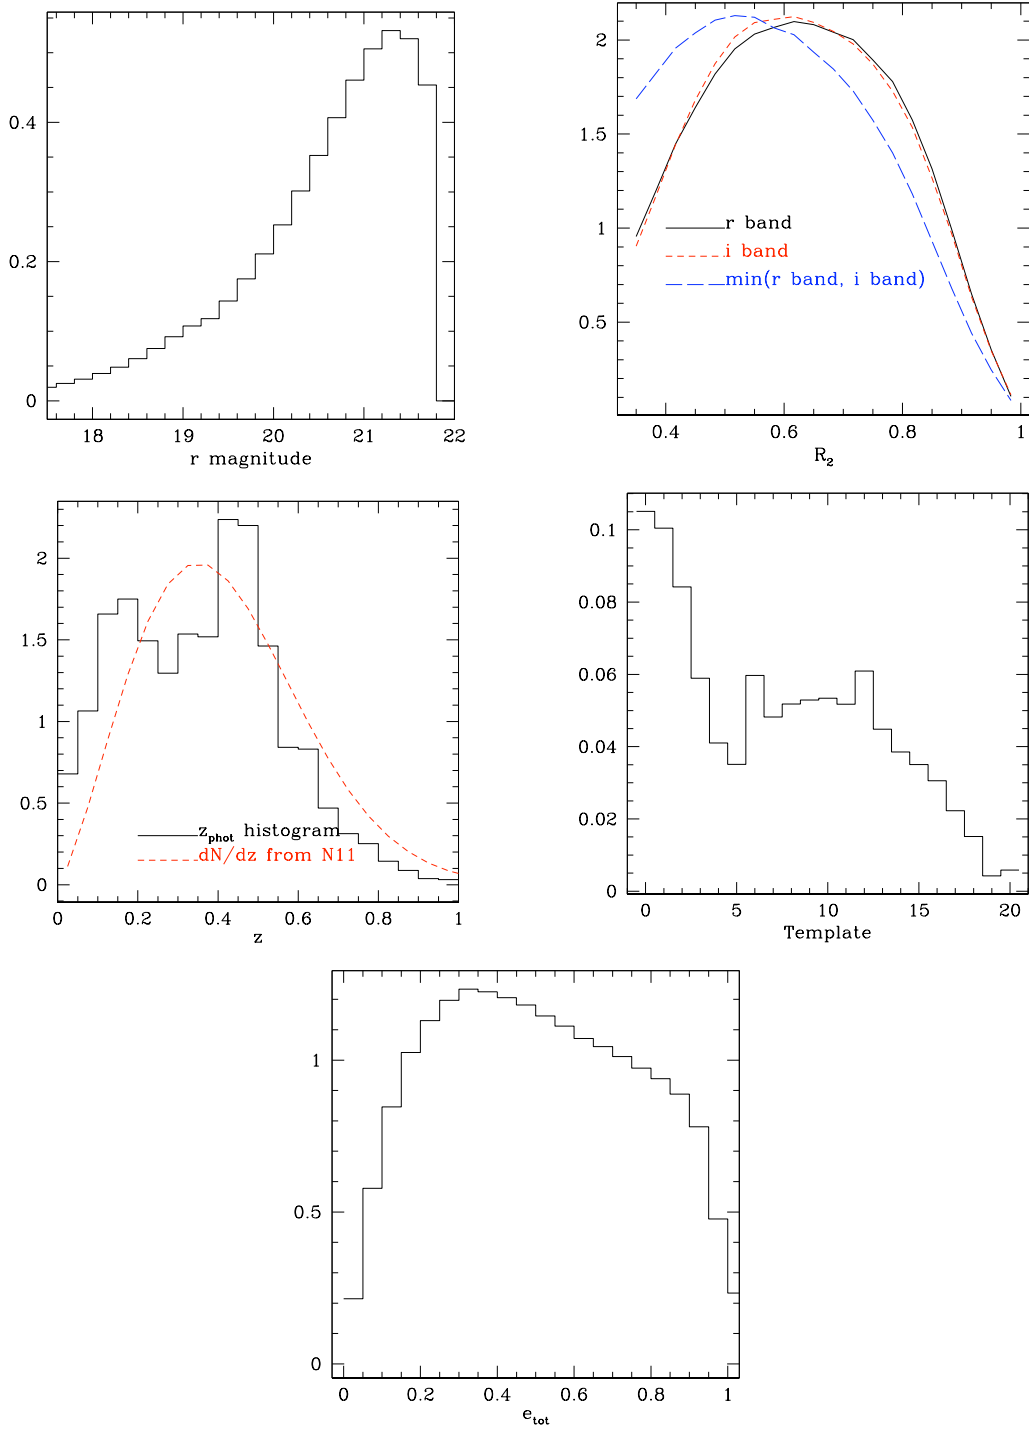 0.4
0.2
0
18 19 20 21 22
r magnitude
2
1.5
1
0.5
r band
i band
min(r band, i band)
0.4 0.6 0.8 1
R₂
2
1.5
1
0.5
0
z_phot histogram
dN/dz from N11
0 0.2 0.4 0.6 0.8 1
z
0.1
0.08
0.06
0.04
0.02
0
0 5 10 15 20
Template
1
0.5
0
0 0.2 0.4 0.6 0.8 1
e_tot